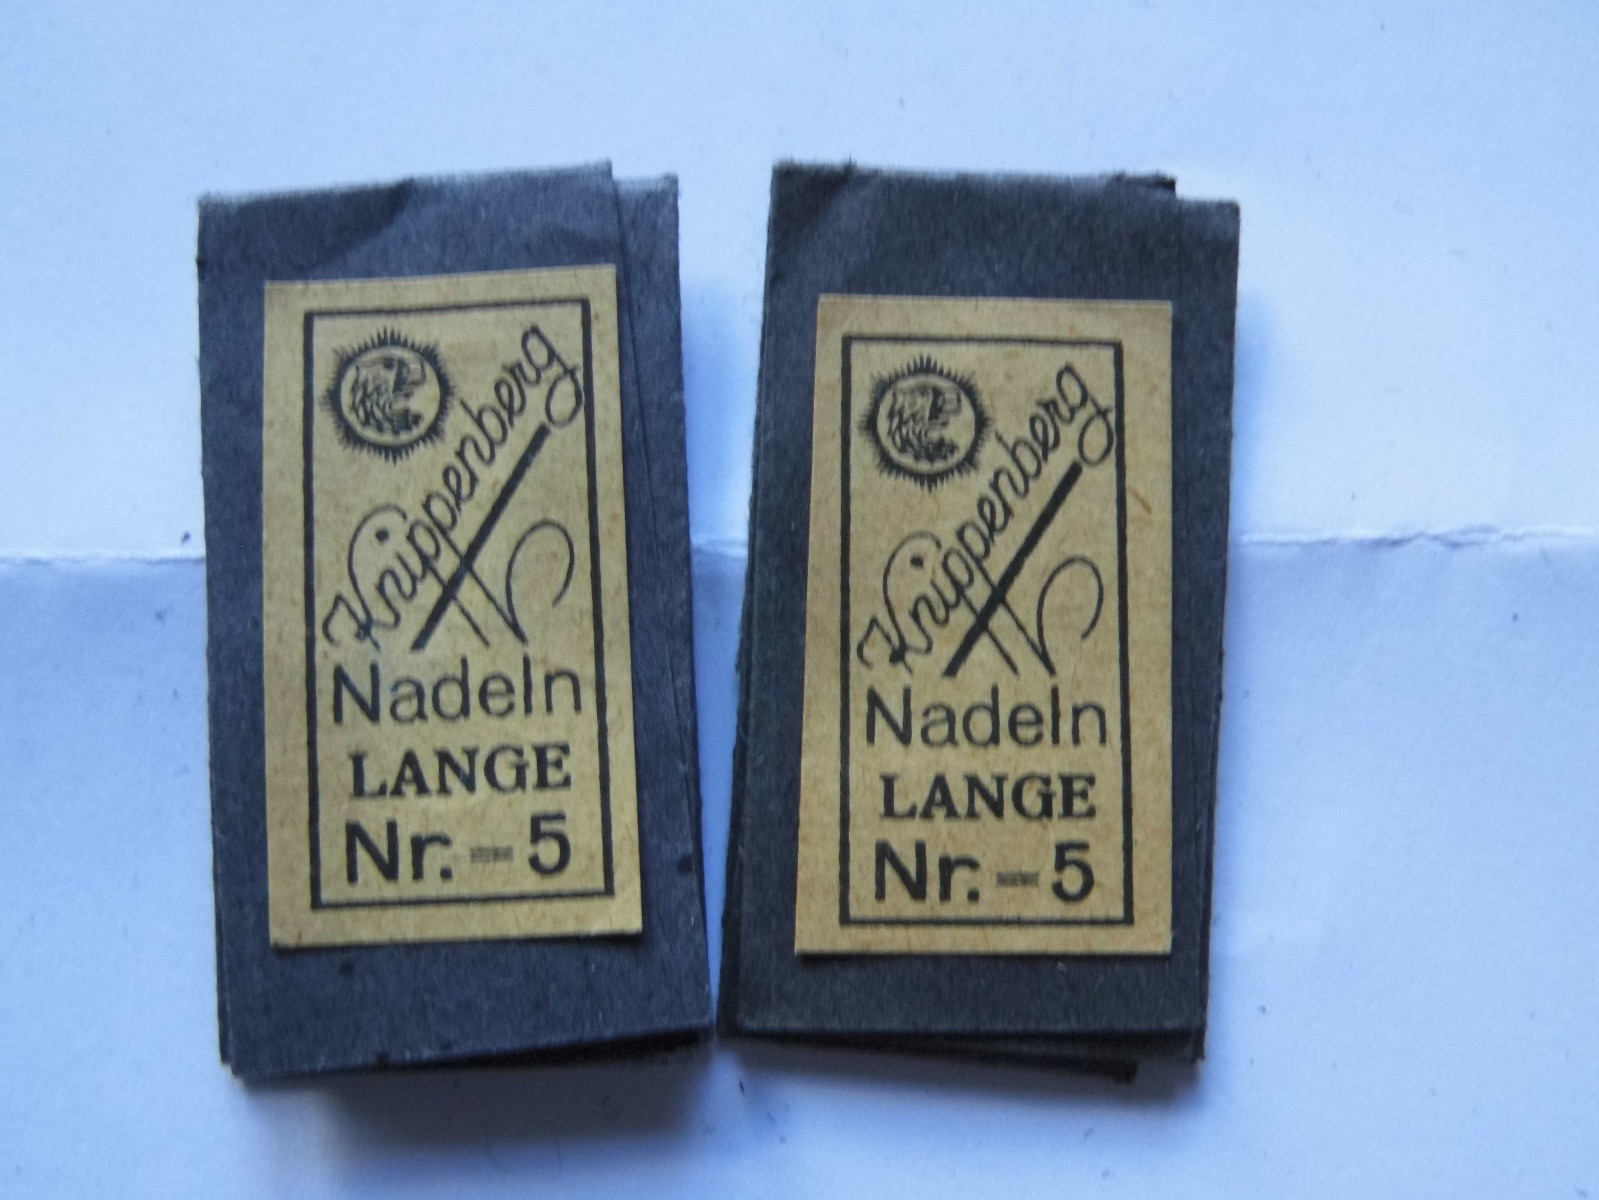 Knippenberg
Nadeln
LANGE
Nr. 5
Knippenberg
Nadeln
LANGE
Nr. 5